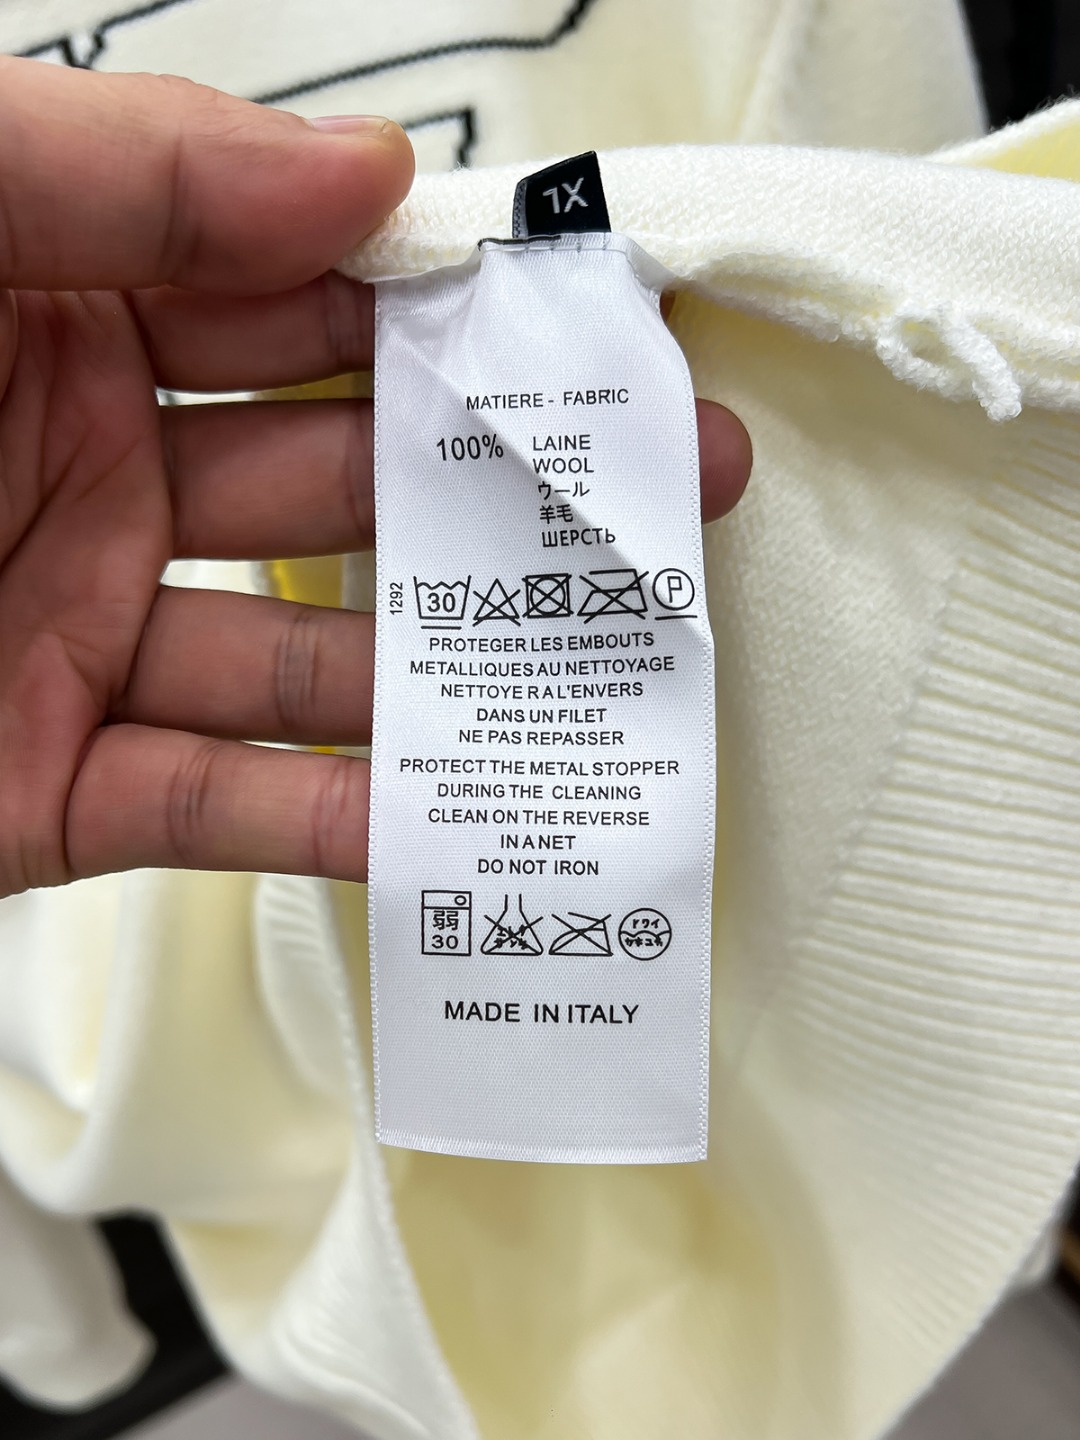 XL
MATIERE - FABRIC
100% LAINE
WOOL
ウール
羊毛
ШЕРСТЬ
1292
30
P
PROTEGER LES EMBOUTS
METALLIQUES AU NETTOYAGE
NETTOYE R A L'ENVERS
DANS UN FILET
NE PAS REPASSER
PROTECT THE METAL STOPPER
DURING THE CLEANING
CLEAN ON THE REVERSE
IN A NET
DO NOT IRON
弱
30
MADE IN ITALY